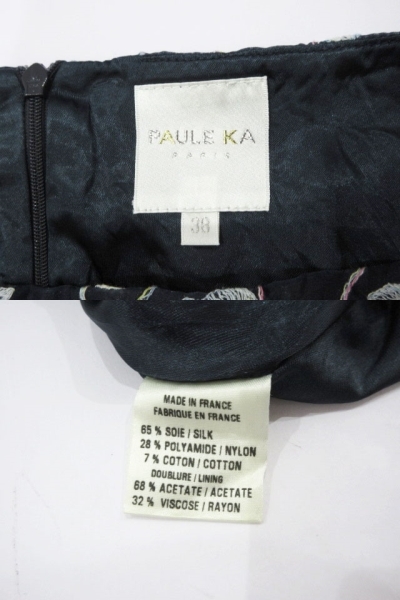 PAULE KA
PARIS
38
MADE IN FRANCE
FABRIQUE EN FRANCE
65 % SOIE / SILK
28 % POLYAMIDE / NYLON
7 % COTON / COTTON
DOUBLURE / LINING
68 % ACETATE / ACETATE
32 % VISCOSE / RAYON